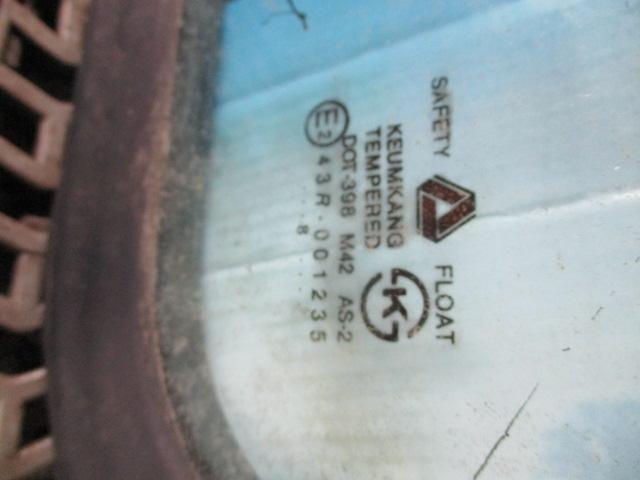 SAFETY FLOAT
KEUMKANG
TEMPERED
DOT-398 M42 AS-2
E2 43R-001235
. . . 8 . . .